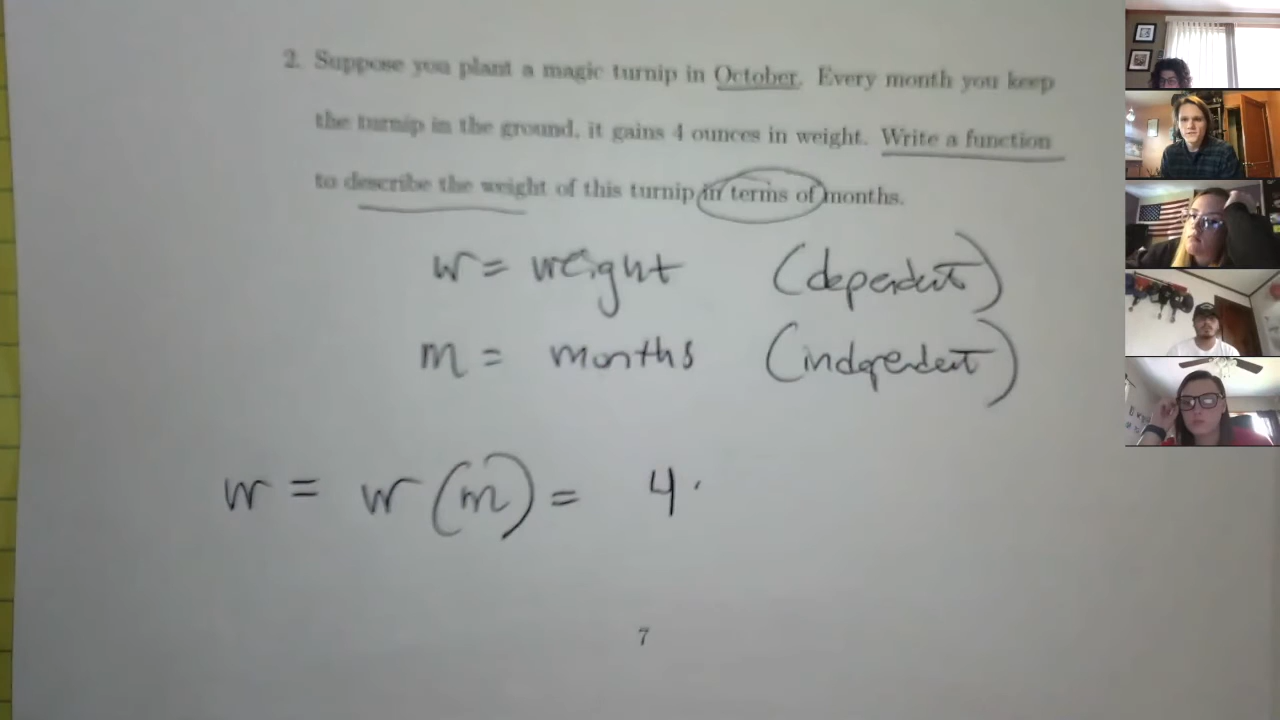 2. Suppose you plant a magic turnip in October. Every month you keep
the turnip in the ground, it gains 4 ounces in weight. Write a function
to describe the weight of this turnip in terms of months.
w = weight (dependent)
m = months (independent)
w = w(m) = 4 ·
7